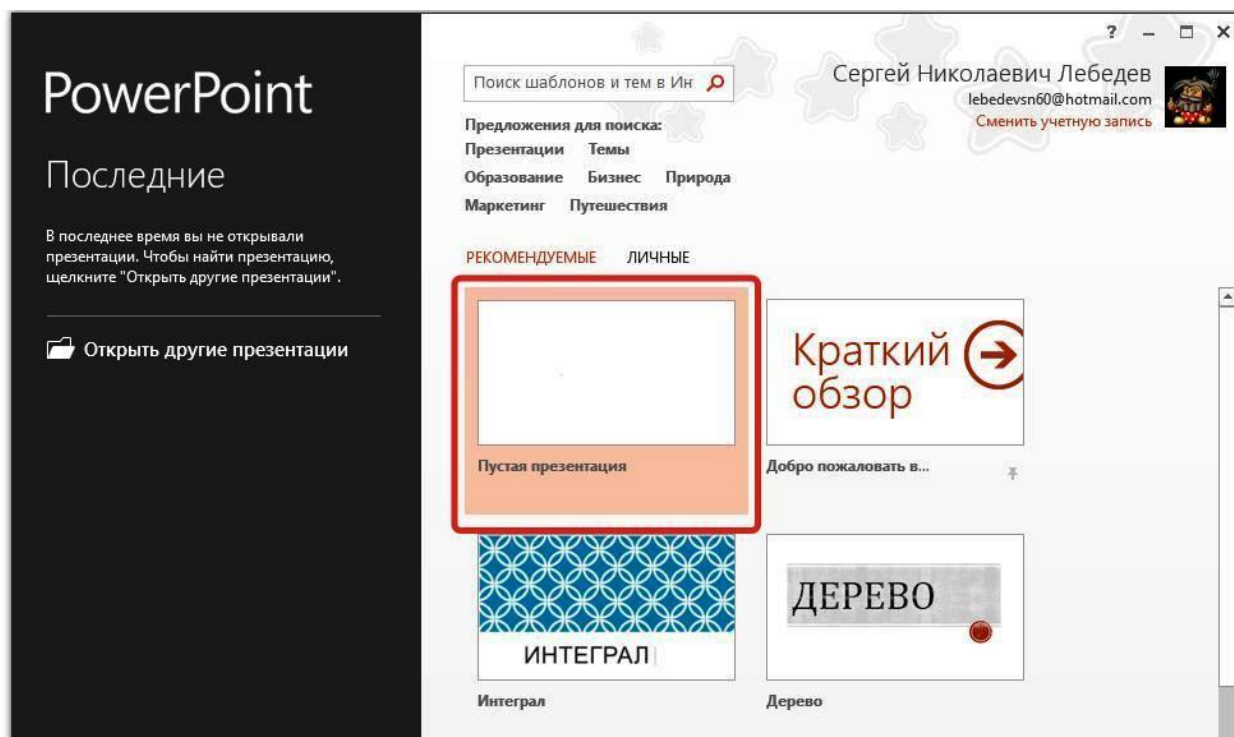 PowerPoint
Последние
В последнее время вы не открывали
презентации. Чтобы найти презентацию,
щелкните "Открыть другие презентации".
Открыть другие презентации
?
Поиск шаблонов и тем в Ин
Сергей Николаевич Лебедев
lebedevsn60@hotmail.com
Сменить учетную запись
Предложения для поиска:
Презентации Темы
Образование Бизнес Природа
Маркетинг Путешествия
РЕКОМЕНДУЕМЫЕ ЛИЧНЫЕ
Пустая презентация
Краткий
обзор
Добро пожаловать в...
ИНТЕГРАЛ
Интеграл
ДЕРЕВО
Дерево